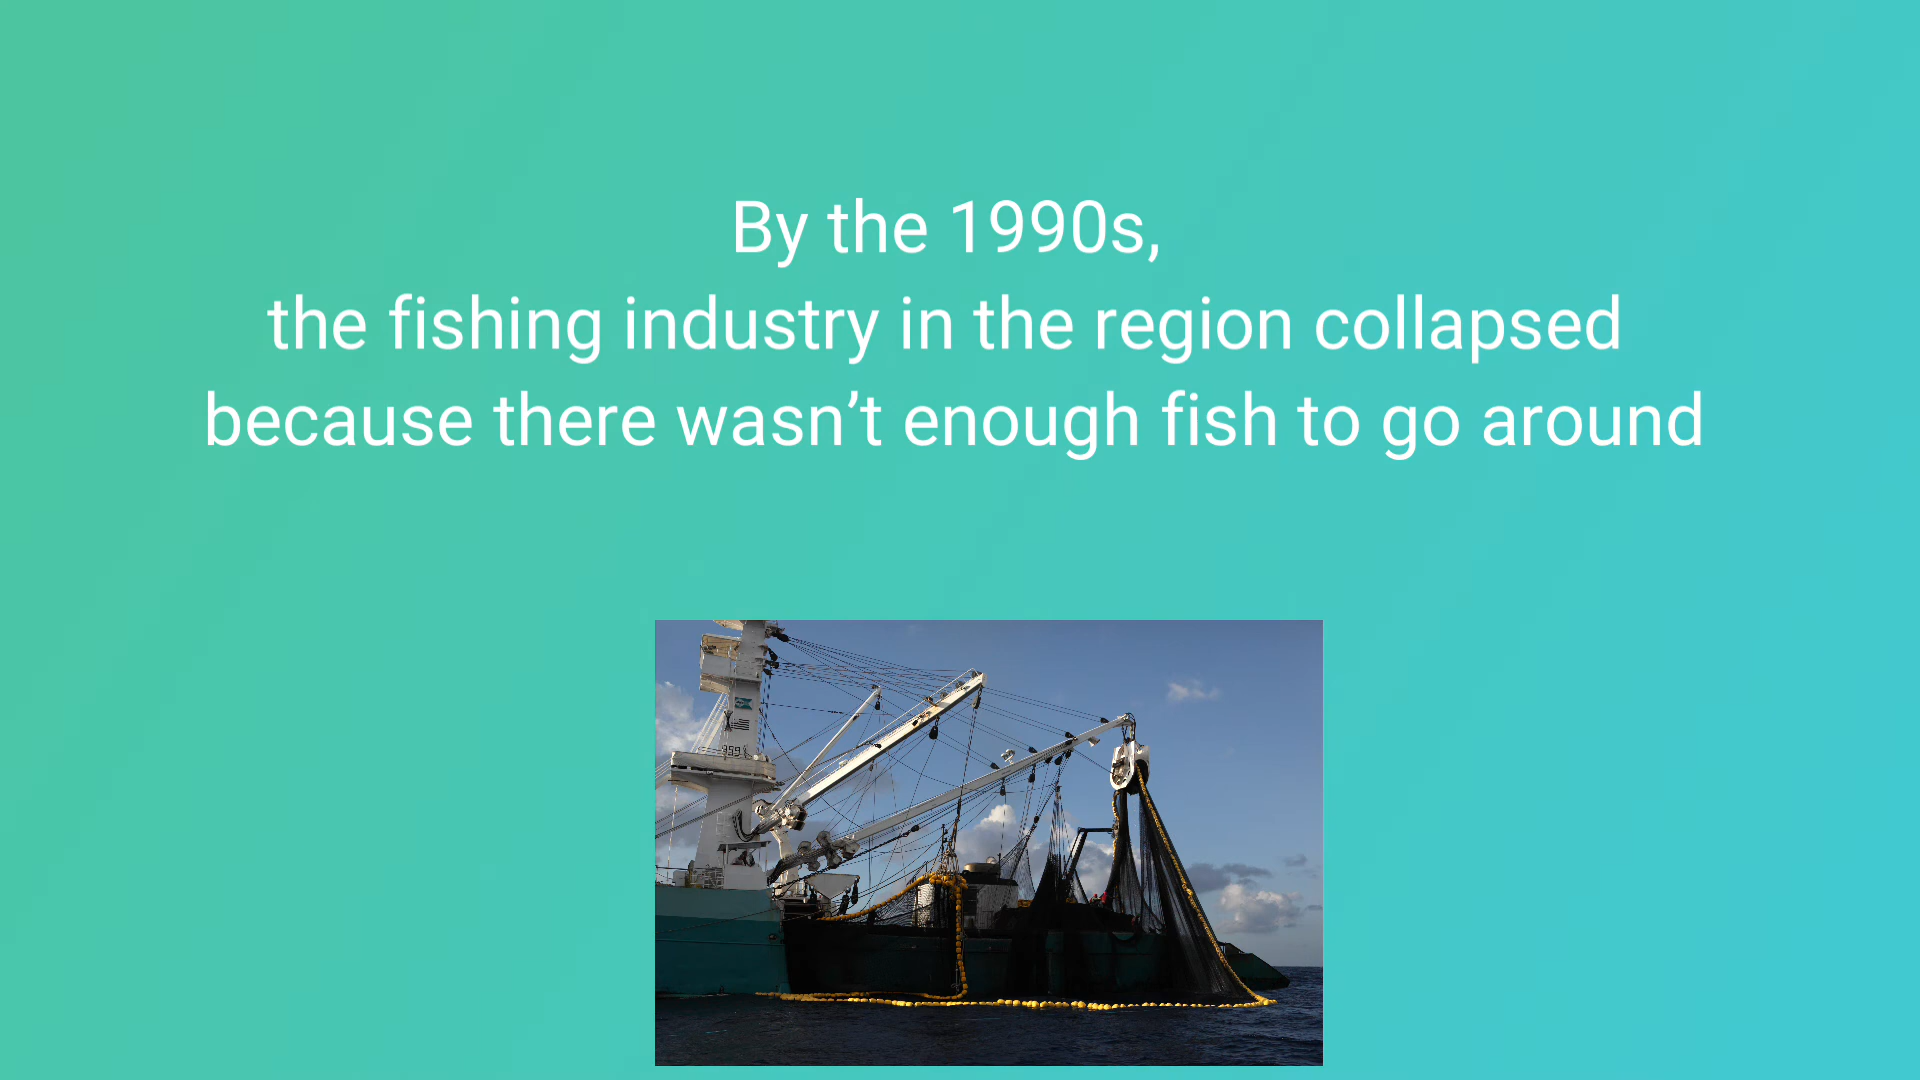 By the 1990s,
the fishing industry in the region collapsed
because there wasn’t enough fish to go around